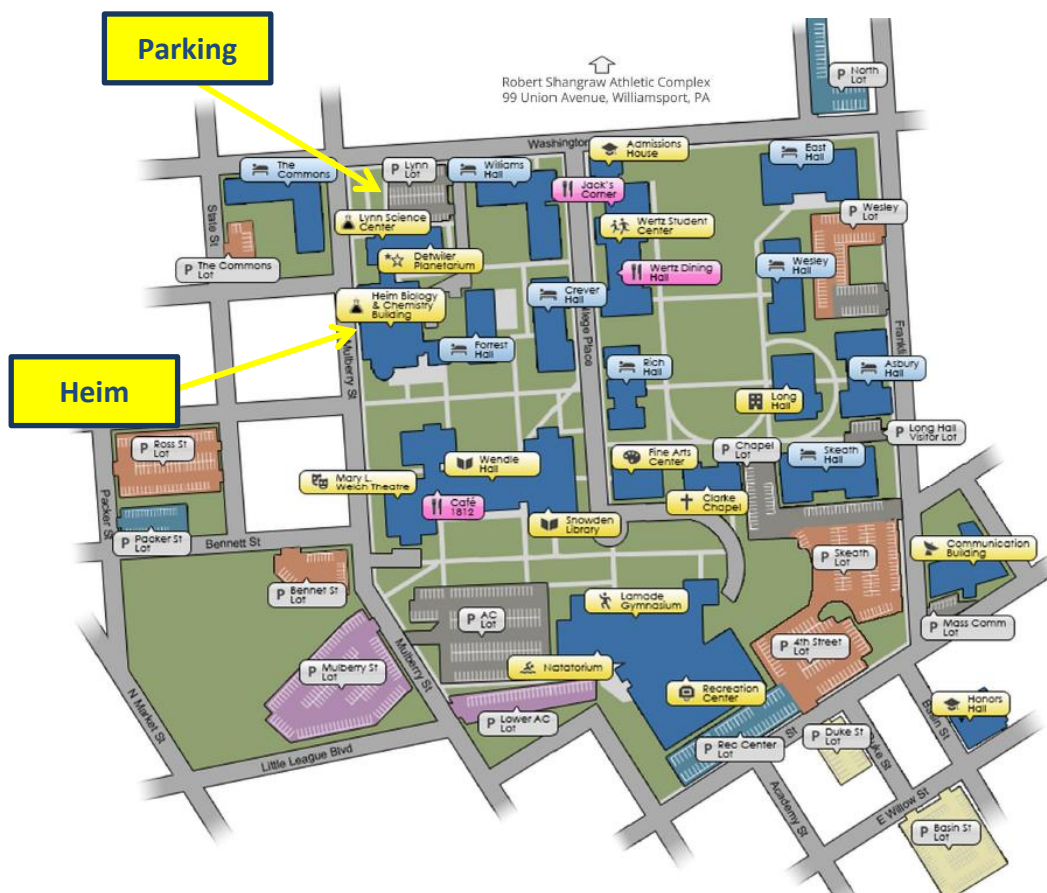 Parking
Robert Shangraw Athletic Complex
99 Union Avenue, Williamsport, PA
P North
Lot
Washington
Admissions
House
The
Commons
P Lynn
Lot
Williams
Hall
East
Hall
Jack's
Corner
State St
Lynn Science
Center
Wertz Student
Center
P Wesley
Lot
P The Commons
Lot
Detwiler
Planetarium
Wertz Dining
Hall
Wesley
Hall
Heim Biology
& Chemistry
Building
Crever
Hall
Mulberry St
Forrest
Hall
Rich
Hall
Asbury
Hall
Heim
Long
Hall
P Ross St
Lot
P Chapel
Lot
P Long Hall
Visitor Lot
Wendle
Hall
Fine Arts
Center
Skeath
Hall
Mary L.
Welch Theatre
Café
1812
Clarke
Chapel
Packer St
P Packer St
Lot
Bennett St
Snowden
Library
P Skeath
Lot
Communication
Building
P Bennet St
Lot
Lamade
Gymnasium
P AC
Lot
P Mass Comm
Lot
P 4th Street
Lot
P Mulberry St
Lot
Mulberry St
Natatorium
Recreation
Center
N Market St
P Lower AC
Lot
Honors
Hall
Basin St
P Rec Center
Lot
St
P Duke St
Lot
Little League Blvd
Academy St
E Willow St
P Basin St
Lot